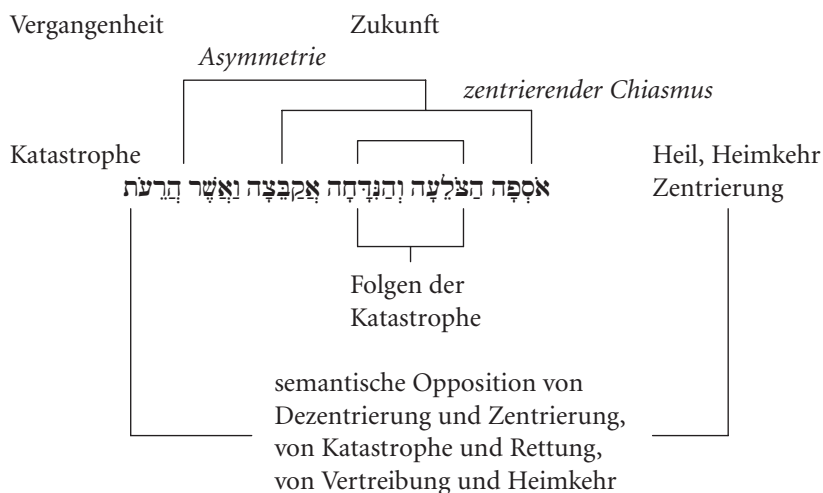 Vergangenheit Zukunft
Asymmetrie
zentrierender Chiasmus
Katastrophe
Heil, Heimkehr
Zentrierung
אֹסְפָה הַצֹּלֵעָה וְהַנִּדָּחָה אֲקַבֵּצָה וַאֲשֶׁר הֲרֵעֹת
Folgen der
Katastrophe
semantische Opposition von
Dezentrierung und Zentrierung,
von Katastrophe und Rettung,
von Vertreibung und Heimkehr